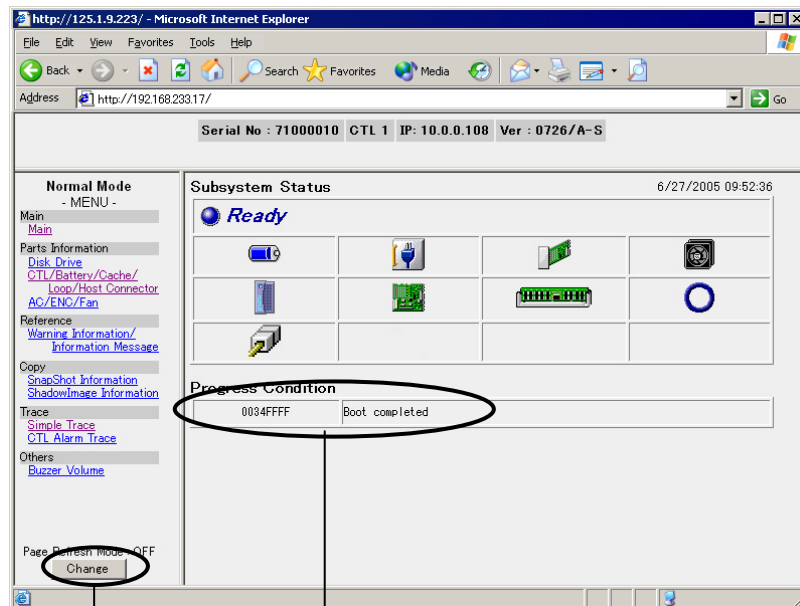 http://125.1.9.223/ - Microsoft Internet Explorer
File Edit View Favorites Tools Help
Back Search Favorites Media
Address http://192.168.233.17/ Go
Serial No : 71000010 CTL 1 IP: 10.0.0.108 Ver : 0726/A-S
Normal Mode
- MENU -
Main
Main
Parts Information
Disk Drive
CTL/Battery/Cache/
Loop/Host Connector
AC/ENC/Fan
Reference
Warning Information/
Information Message
Copy
SnapShot Information
ShadowImage Information
Trace
Simple Trace
CTL Alarm Trace
Others
Buzzer Volume
Page Refresh Mode : OFF
Change
Subsystem Status 6/27/2005 09:52:36
Ready
Progress Condition
0034FFFF Boot completed